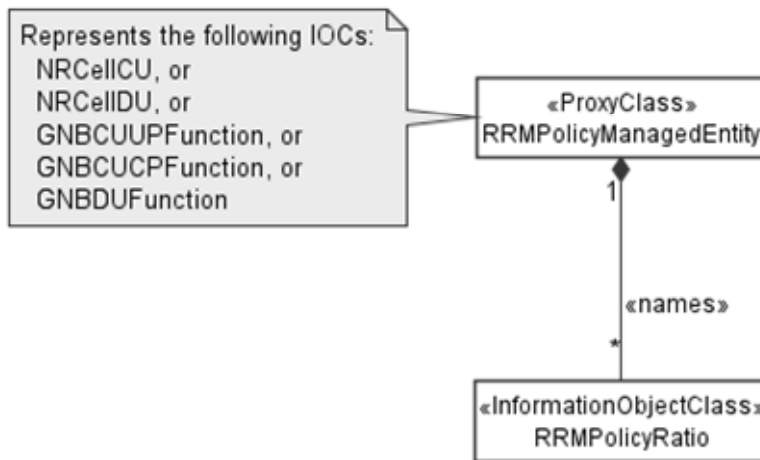 Represents the following IOCs:
NRCellCU, or
NRCellDU, or
GNBCUUPFunction, or
GNBCUCPFunction, or
GNBDUFunction
«ProxyClass»
RRMPolicyManagedEntity
1
«names»
*
«InformationObjectClass»
RRMPolicyRatio